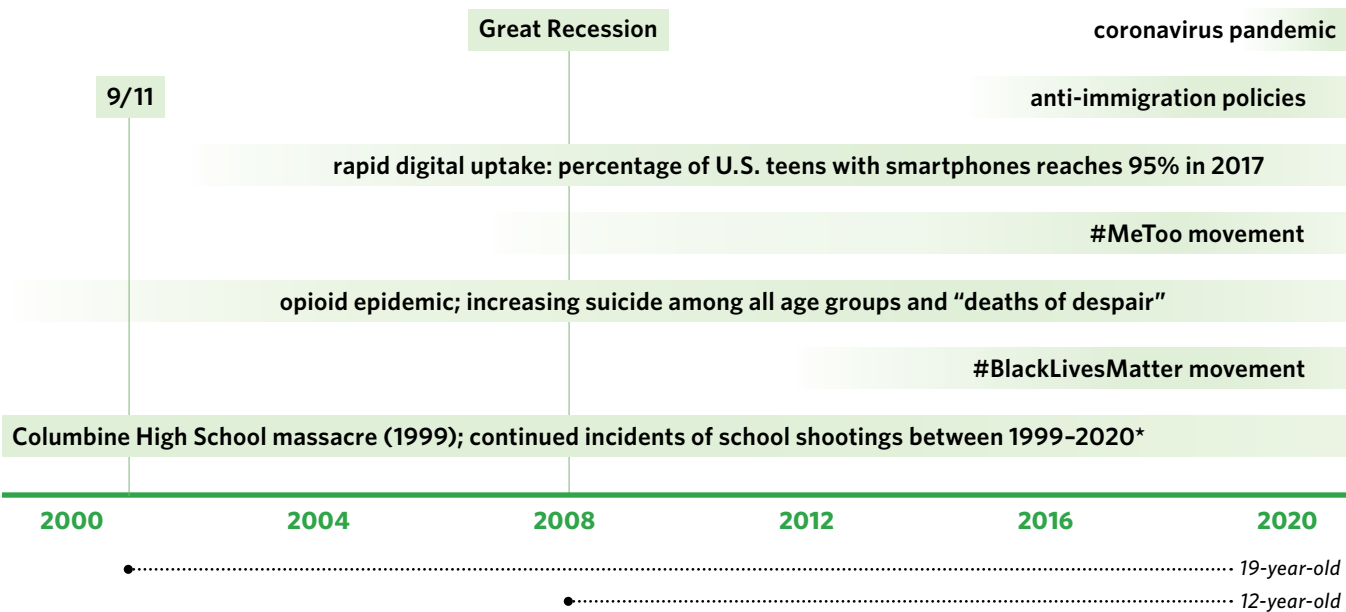 Great Recession
coronavirus pandemic
9/11
anti-immigration policies
rapid digital uptake: percentage of U.S. teens with smartphones reaches 95% in 2017
#MeToo movement
opioid epidemic; increasing suicide among all age groups and “deaths of despair”
#BlackLivesMatter movement
Columbine High School massacre (1999); continued incidents of school shootings between 1999–2020*
2000 2004 2008 2012 2016 2020
19-year-old
12-year-old